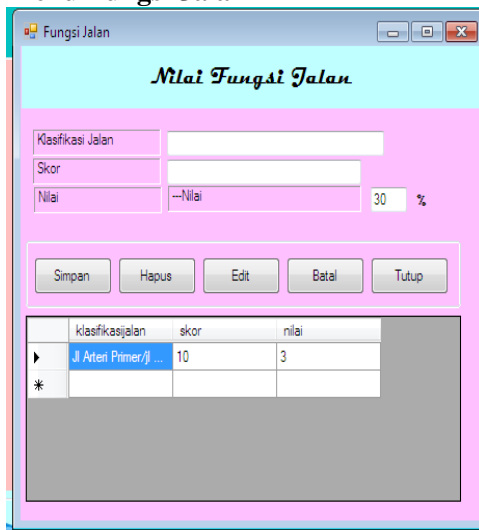 Fungsi Jalan
Nilai Fungsi Jalan
Klasifikasi Jalan
Skor
Nilai ---Nilai 30 %
Simpan Hapus Edit Batal Tutup
klasifikasijalan skor nilai
Jl Arteri Primer/jl ... 10 3